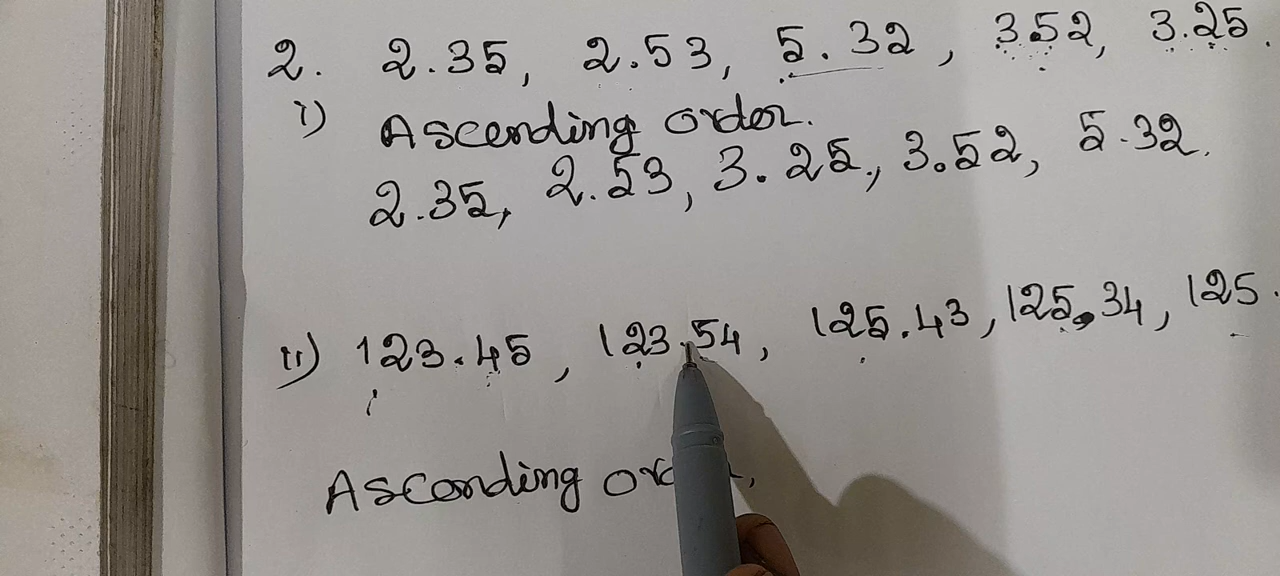 2. 2.35, 2.53, 5.32, 3.52, 3.25.
i) Ascending order.
2.35, 2.53, 3.25, 3.52, 5.32.
ii) 123.45, 123.54, 125.43, 125.34, 125.
Ascending